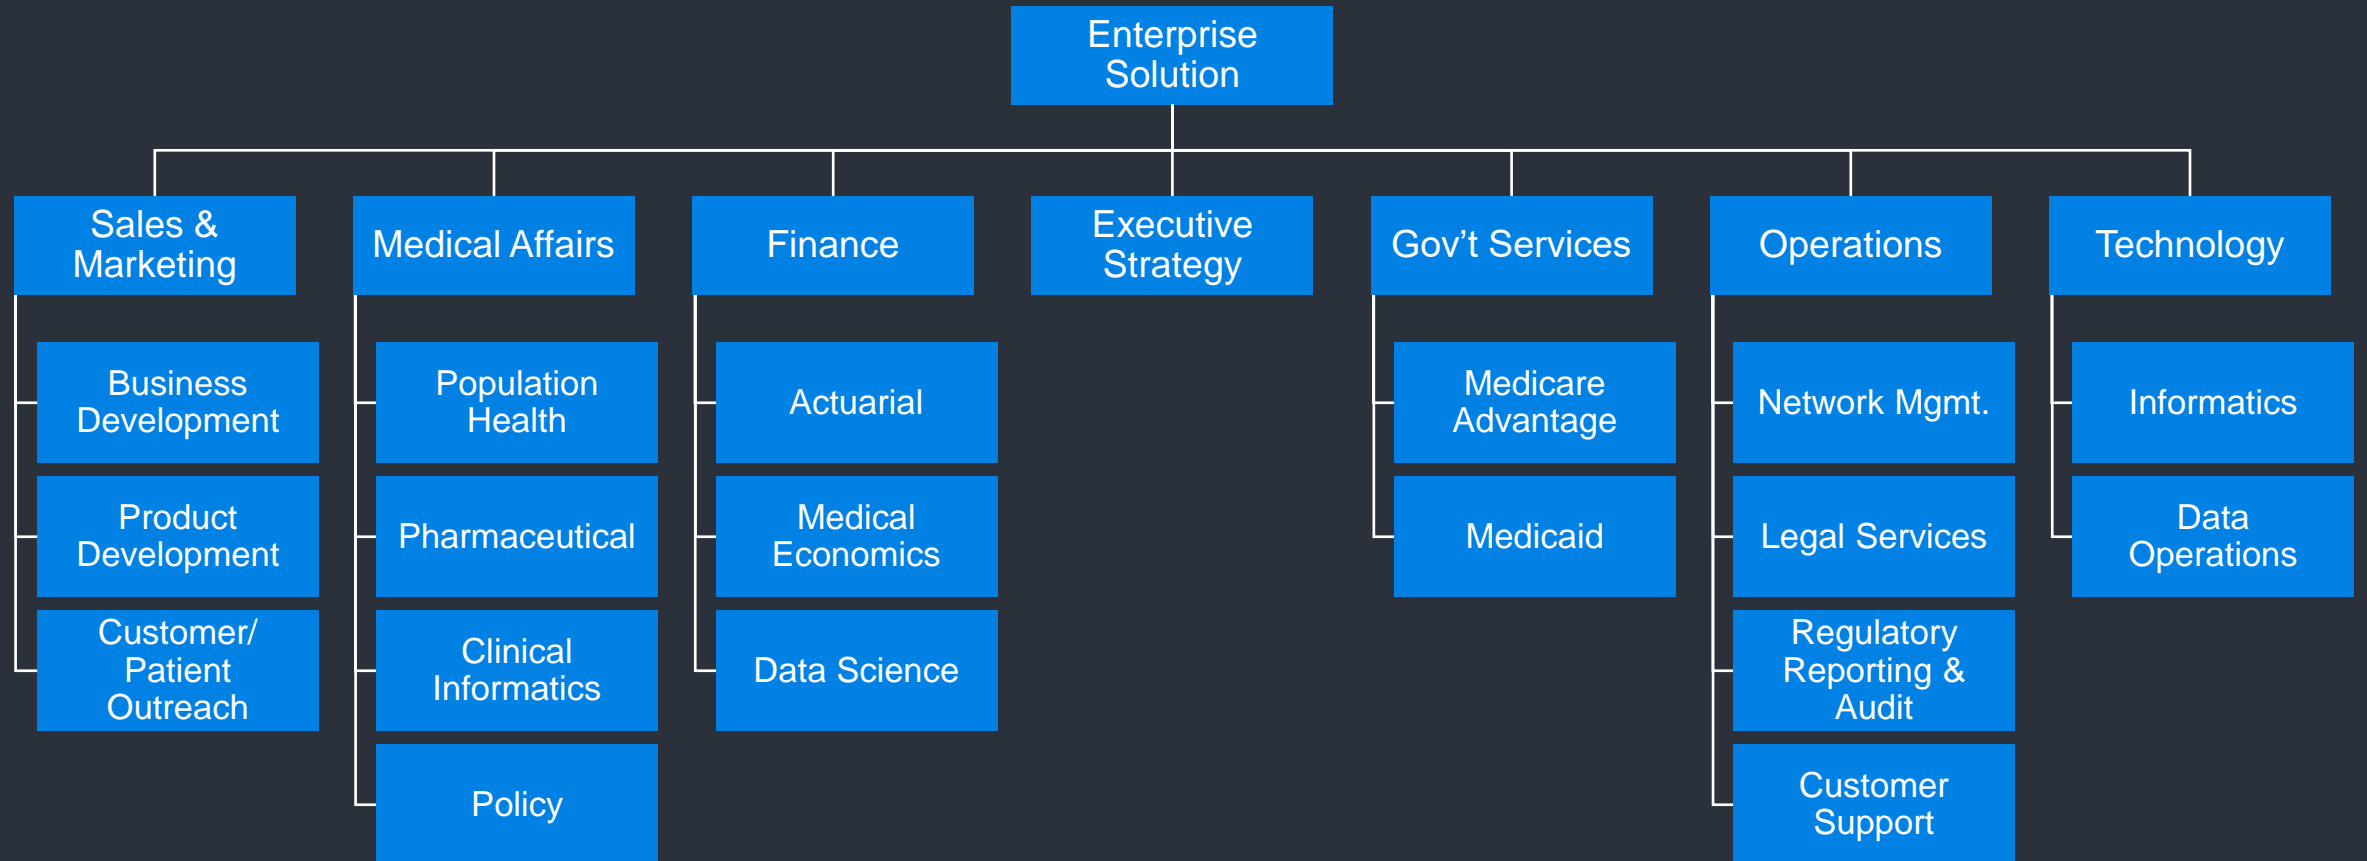 Enterprise
Solution
Sales &
Marketing
Medical Affairs
Finance
Executive
Strategy
Gov't Services
Operations
Technology
Business
Development
Population
Health
Actuarial
Medicare
Advantage
Network Mgmt.
Informatics
Product
Development
Pharmaceutical
Medical
Economics
Medicaid
Legal Services
Data
Operations
Customer/
Patient
Outreach
Clinical
Informatics
Data Science
Regulatory
Reporting &
Audit
Policy
Customer
Support